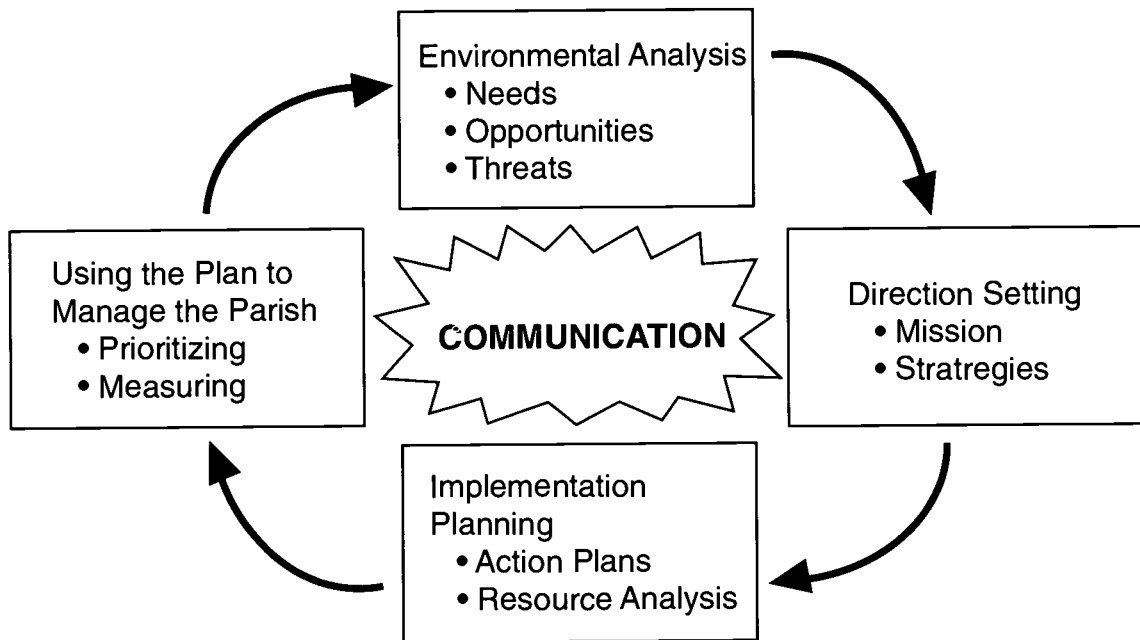 Environmental Analysis
• Needs
• Opportunities
• Threats
Using the Plan to
Manage the Parish
• Prioritizing
• Measuring
COMMUNICATION
Direction Setting
• Mission
• Stratregies
Implementation
Planning
• Action Plans
• Resource Analysis